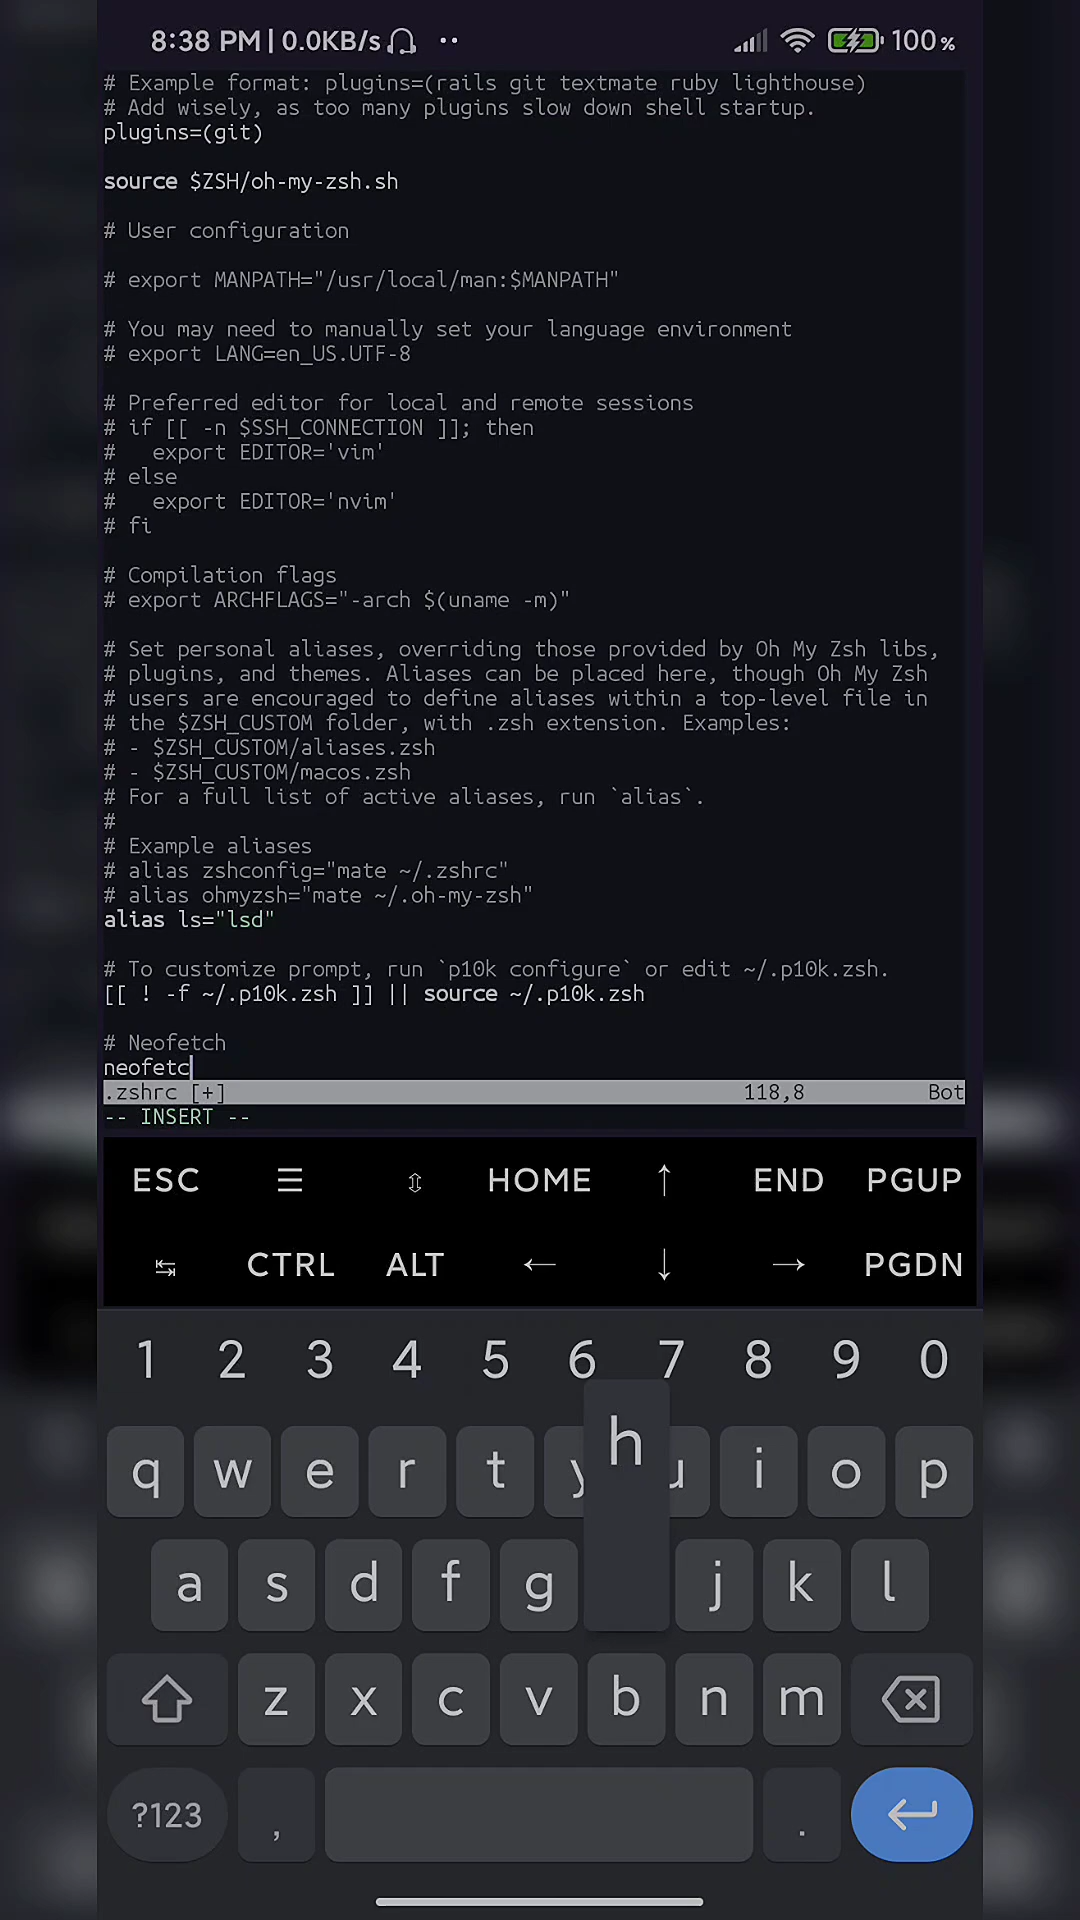 8:38 PM | 0.0KB/s 100%
# Example format: plugins=(rails git textmate ruby lighthouse)
# Add wisely, as too many plugins slow down shell startup.
plugins=(git)
source $ZSH/oh-my-zsh.sh
# User configuration
# export MANPATH="/usr/local/man:$MANPATH"
# You may need to manually set your language environment
# export LANG=en_US.UTF-8
# Preferred editor for local and remote sessions
# if [[ -n $SSH_CONNECTION ]]; then
#   export EDITOR='vim'
# else
#   export EDITOR='nvim'
# fi
# Compilation flags
# export ARCHFLAGS="-arch $(uname -m)"
# Set personal aliases, overriding those provided by Oh My Zsh libs,
# plugins, and themes. Aliases can be placed here, though Oh My Zsh
# users are encouraged to define aliases within a top-level file in
# the $ZSH_CUSTOM folder, with .zsh extension. Examples:
# - $ZSH_CUSTOM/aliases.zsh
# - $ZSH_CUSTOM/macos.zsh
# For a full list of active aliases, run `alias`.
#
# Example aliases
# alias zshconfig="mate ~/.zshrc"
# alias ohmyzsh="mate ~/.oh-my-zsh"
alias ls="lsd"
# To customize prompt, run `p10k configure` or edit ~/.p10k.zsh.
[[ ! -f ~/.p10k.zsh ]] || source ~/.p10k.zsh
# Neofetch
neofetc
.zshrc [+] 118,8 Bot
-- INSERT --
ESC ☰ ⇳ HOME ↑ END PGUP
↹ CTRL ALT ← ↓ → PGDN
1 2 3 4 5 6 7 8 9 0
q w e r t y u i o p
a s d f g h j k l
z x c v b n m
?123 , .